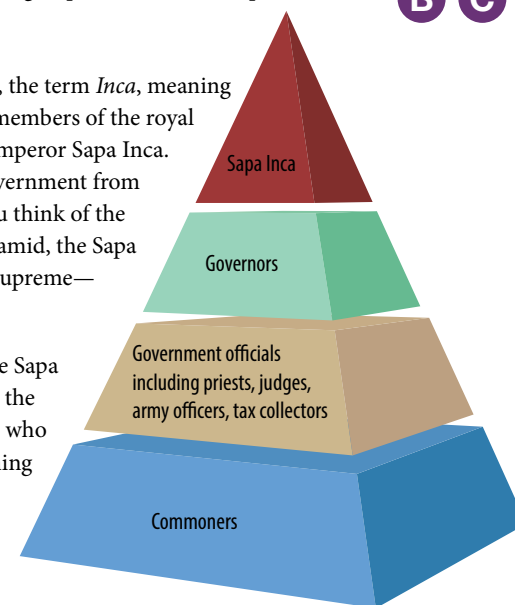 B C
, the term Inca, meaning
members of the royal
mperor Sapa Inca.
vernment from
u think of the
amid, the Sapa
upreme—
e Sapa
the
who
ing
Sapa Inca
Governors
Government officials
including priests, judges,
army officers, tax collectors
Commoners